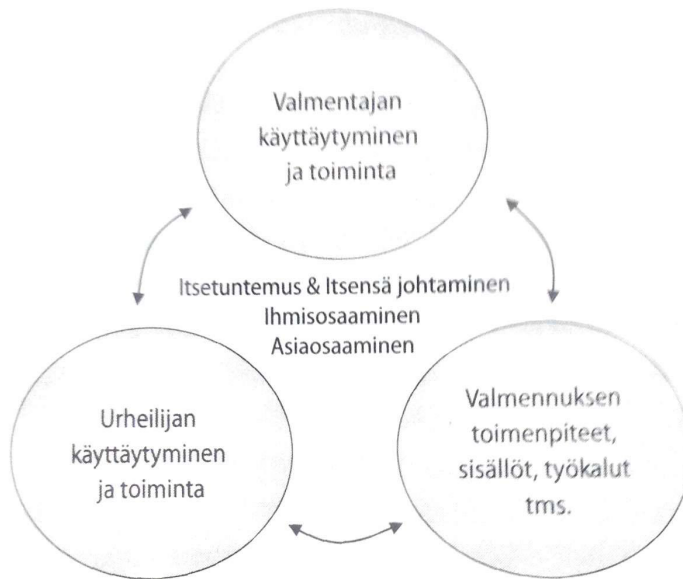 Valmentajan
käyttäytyminen
ja toiminta
Itsetuntemus & Itsensä johtaminen
Ihmisosaaminen
Asiaosaaminen
Urheilijan
käyttäytyminen
ja toiminta
Valmennuksen
toimenpiteet,
sisällöt, työkalut
tms.